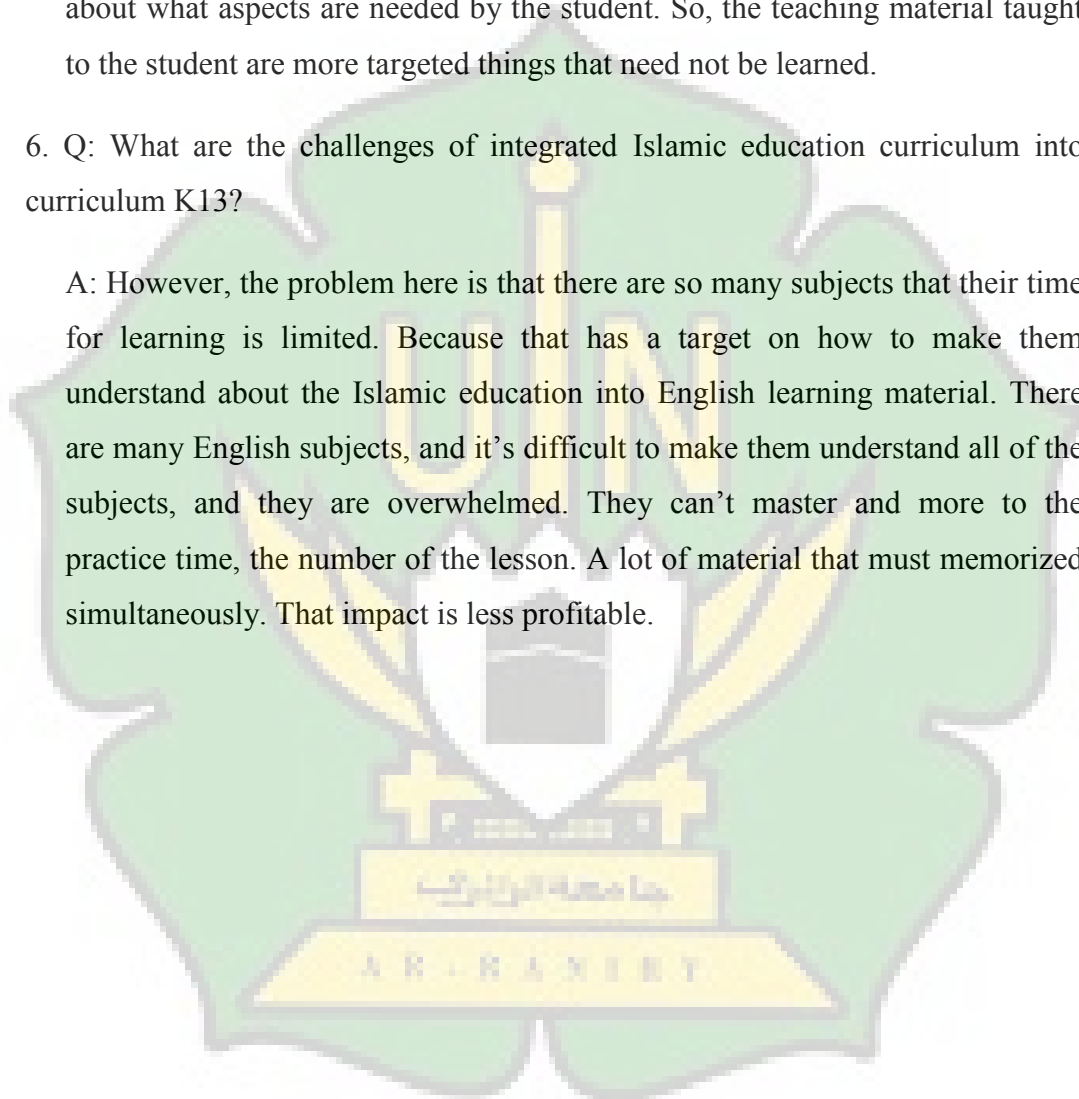 about what aspects are needed by the student. So, the teaching material taught
to the student are more targeted things that need not be learned.
6. Q: What are the challenges of integrated Islamic education curriculum into
curriculum K13?
A: However, the problem here is that there are so many subjects that their time
for learning is limited. Because that has a target on how to make them
understand about the Islamic education into English learning material. There
are many English subjects, and it's difficult to make them understand all of the
subjects, and they are overwhelmed. They can't master and more to the
practice time, the number of the lesson. A lot of material that must memorized
simultaneously. That impact is less profitable.
UIN
جامعة الرانيري
AR-RANIRY